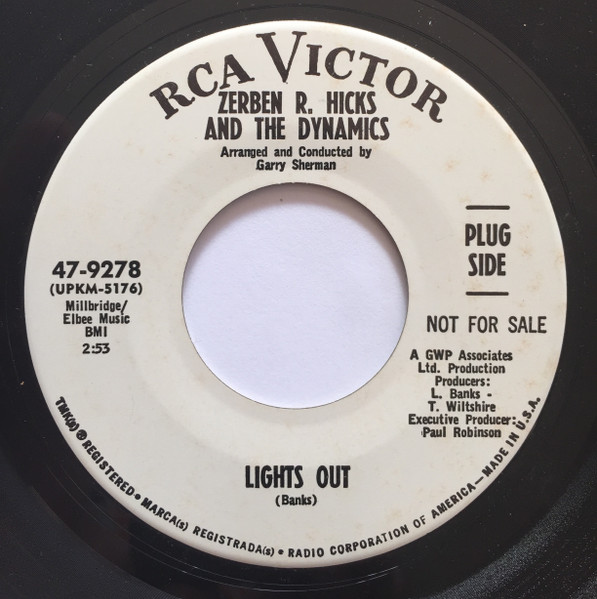 RCA VICTOR
ZERBEN R. HICKS
AND THE DYNAMICS
Arranged and Conducted by
Garry Sherman
PLUG
SIDE
47-9278
(UPKM-5176)
Millbridge/
Elbee Music
BMI
2:53
NOT FOR SALE
A GWP Associates
Ltd. Production
Producers:
L. Banks -
T. Wiltshire
Executive Producer:
Paul Robinson
LIGHTS OUT
(Banks)
TMK(s) ® REGISTERED • MARCA(s) REGISTRADA(s) • RADIO CORPORATION OF AMERICA—MADE IN U.S.A.